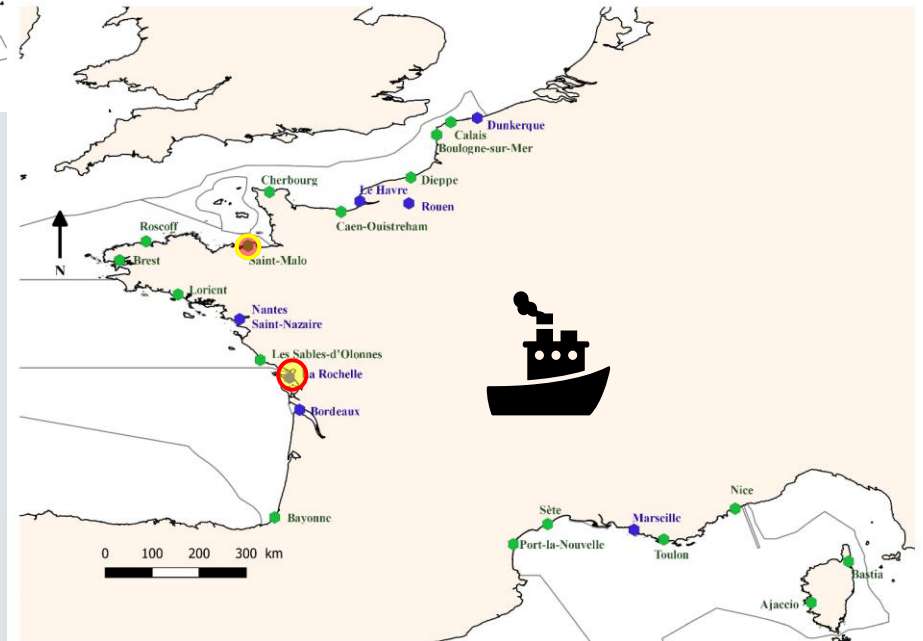 Dunkerque
Calais
Boulogne-sur-Mer
Dieppe
Cherbourg
Le Havre
Rouen
Caen-Ouistreham
Roscoff
Saint-Malo
Brest
N
Lorient
Nantes
Saint-Nazaire
Les Sables-d'Olonnes
a Rochelle
Bordeaux
Bayonne
Nice
Sète
Marseille
Port-la-Nouvelle
Toulon
Bastia
Ajaccio
0 100 200 300 km